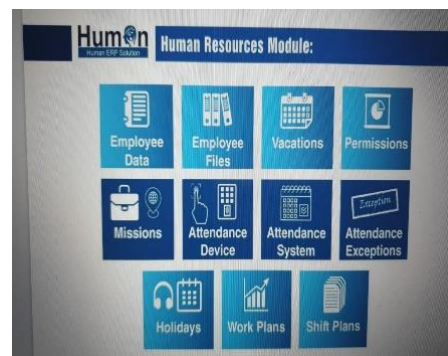 Human
Human ERP Solution
Human Resources Module:
Employee
Data
Employee
Files
Vacations
Permissions
Missions
Attendance
Device
Attendance
System
Exception
Attendance
Exceptions
Holidays
Work Plans
Shift Plans